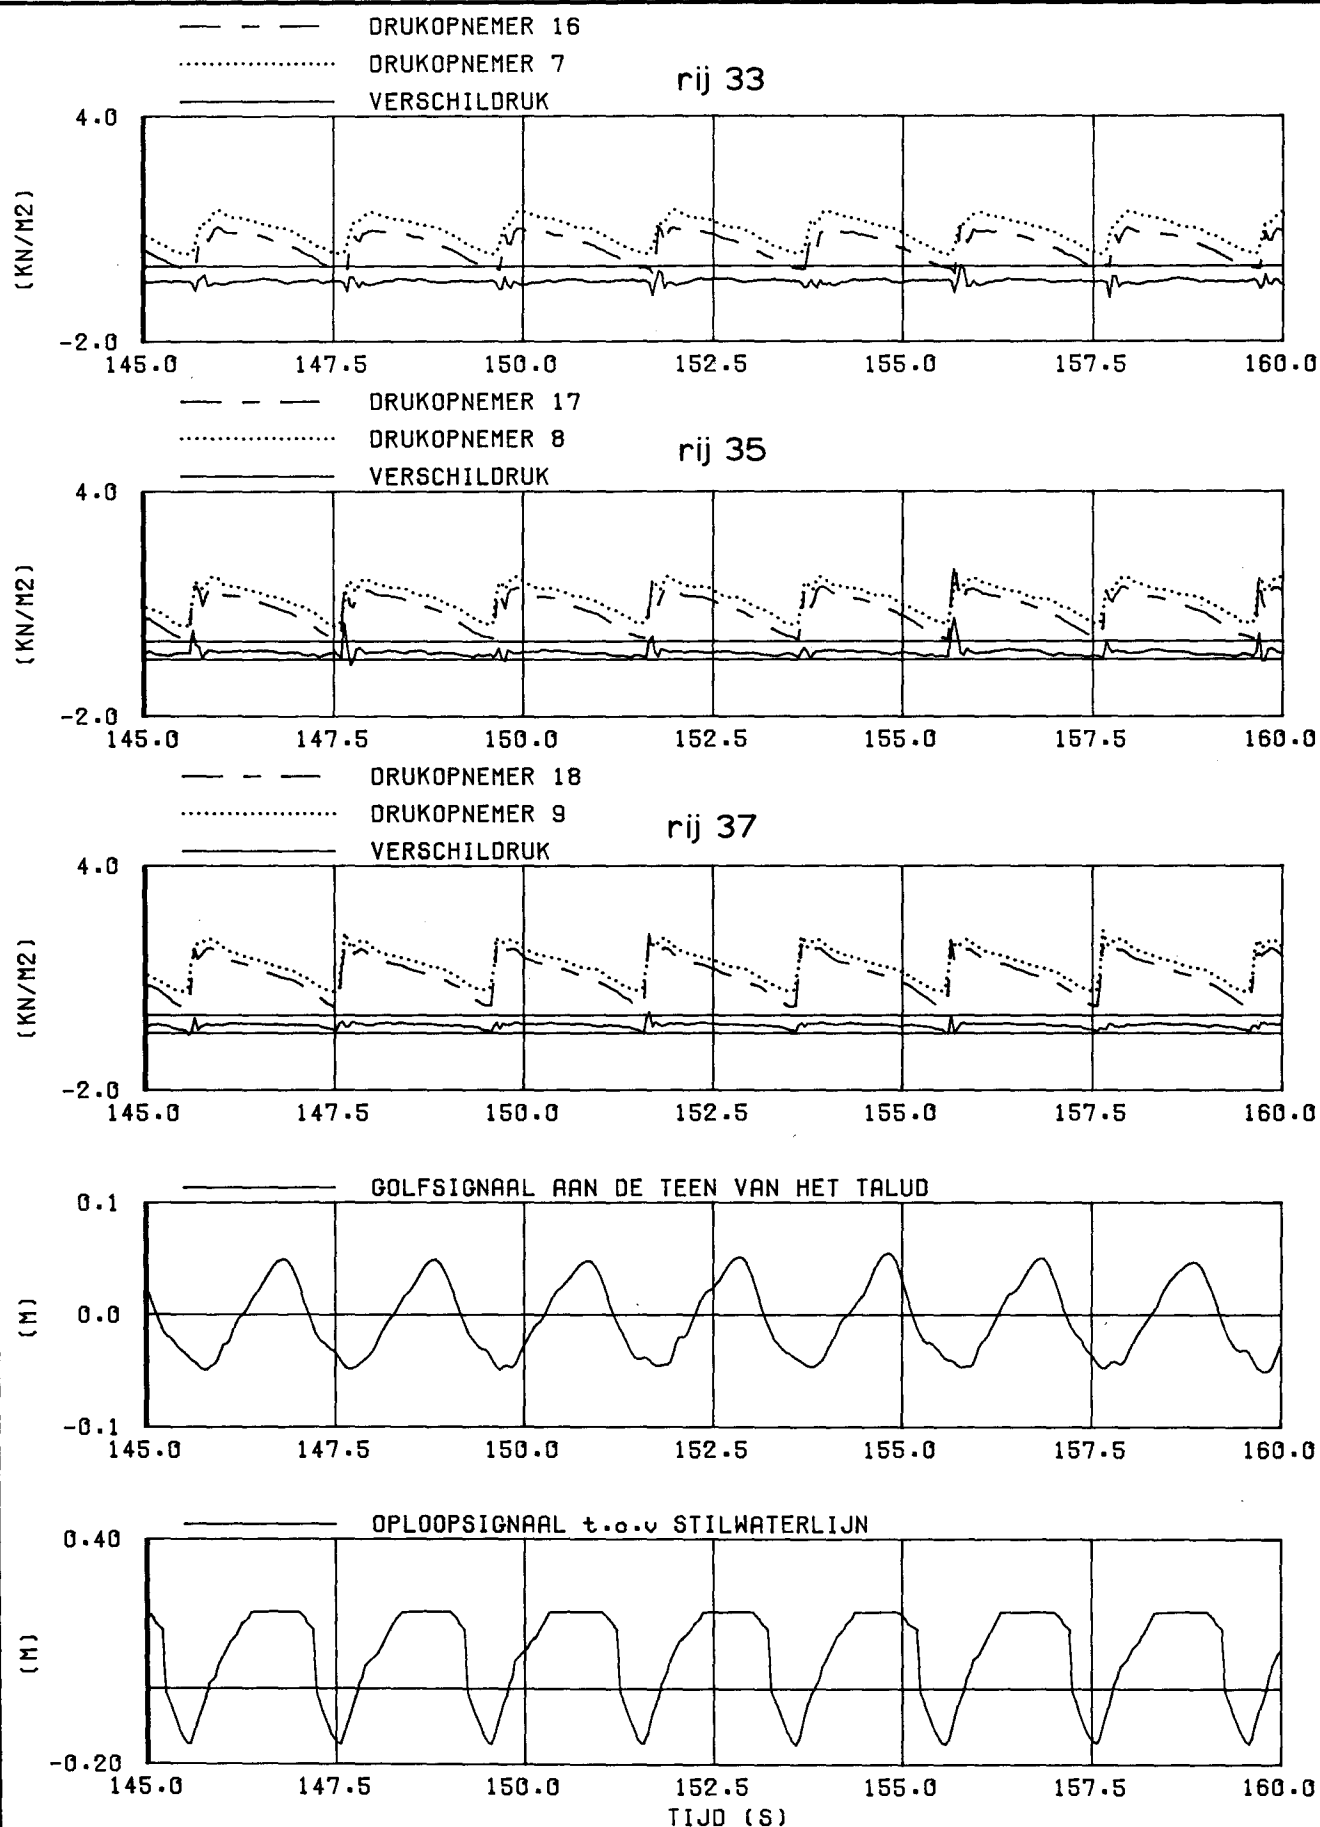 DRUKOPNEMER 16
DRUKOPNEMER 7
VERSCHILDRUK
rij 33
4.0
(KN/M2)
-2.0
145.0 147.5 150.0 152.5 155.0 157.5 160.0
DRUKOPNEMER 17
DRUKOPNEMER 8
VERSCHILDRUK
rij 35
4.0
(KN/M2)
-2.0
145.0 147.5 150.0 152.5 155.0 157.5 160.0
DRUKOPNEMER 18
DRUKOPNEMER 9
VERSCHILDRUK
rij 37
4.0
(KN/M2)
-2.0
145.0 147.5 150.0 152.5 155.0 157.5 160.0
GOLFSIGNAAL AAN DE TEEN VAN HET TALUD
0.1
0.0
(M)
-0.1
145.0 147.5 150.0 152.5 155.0 157.5 160.0
OPLOOPSIGNAAL t.o.v STILWATERLIJN
0.40
(M)
-0.20
145.0 147.5 150.0 152.5 155.0 157.5 160.0
TIJD (S)